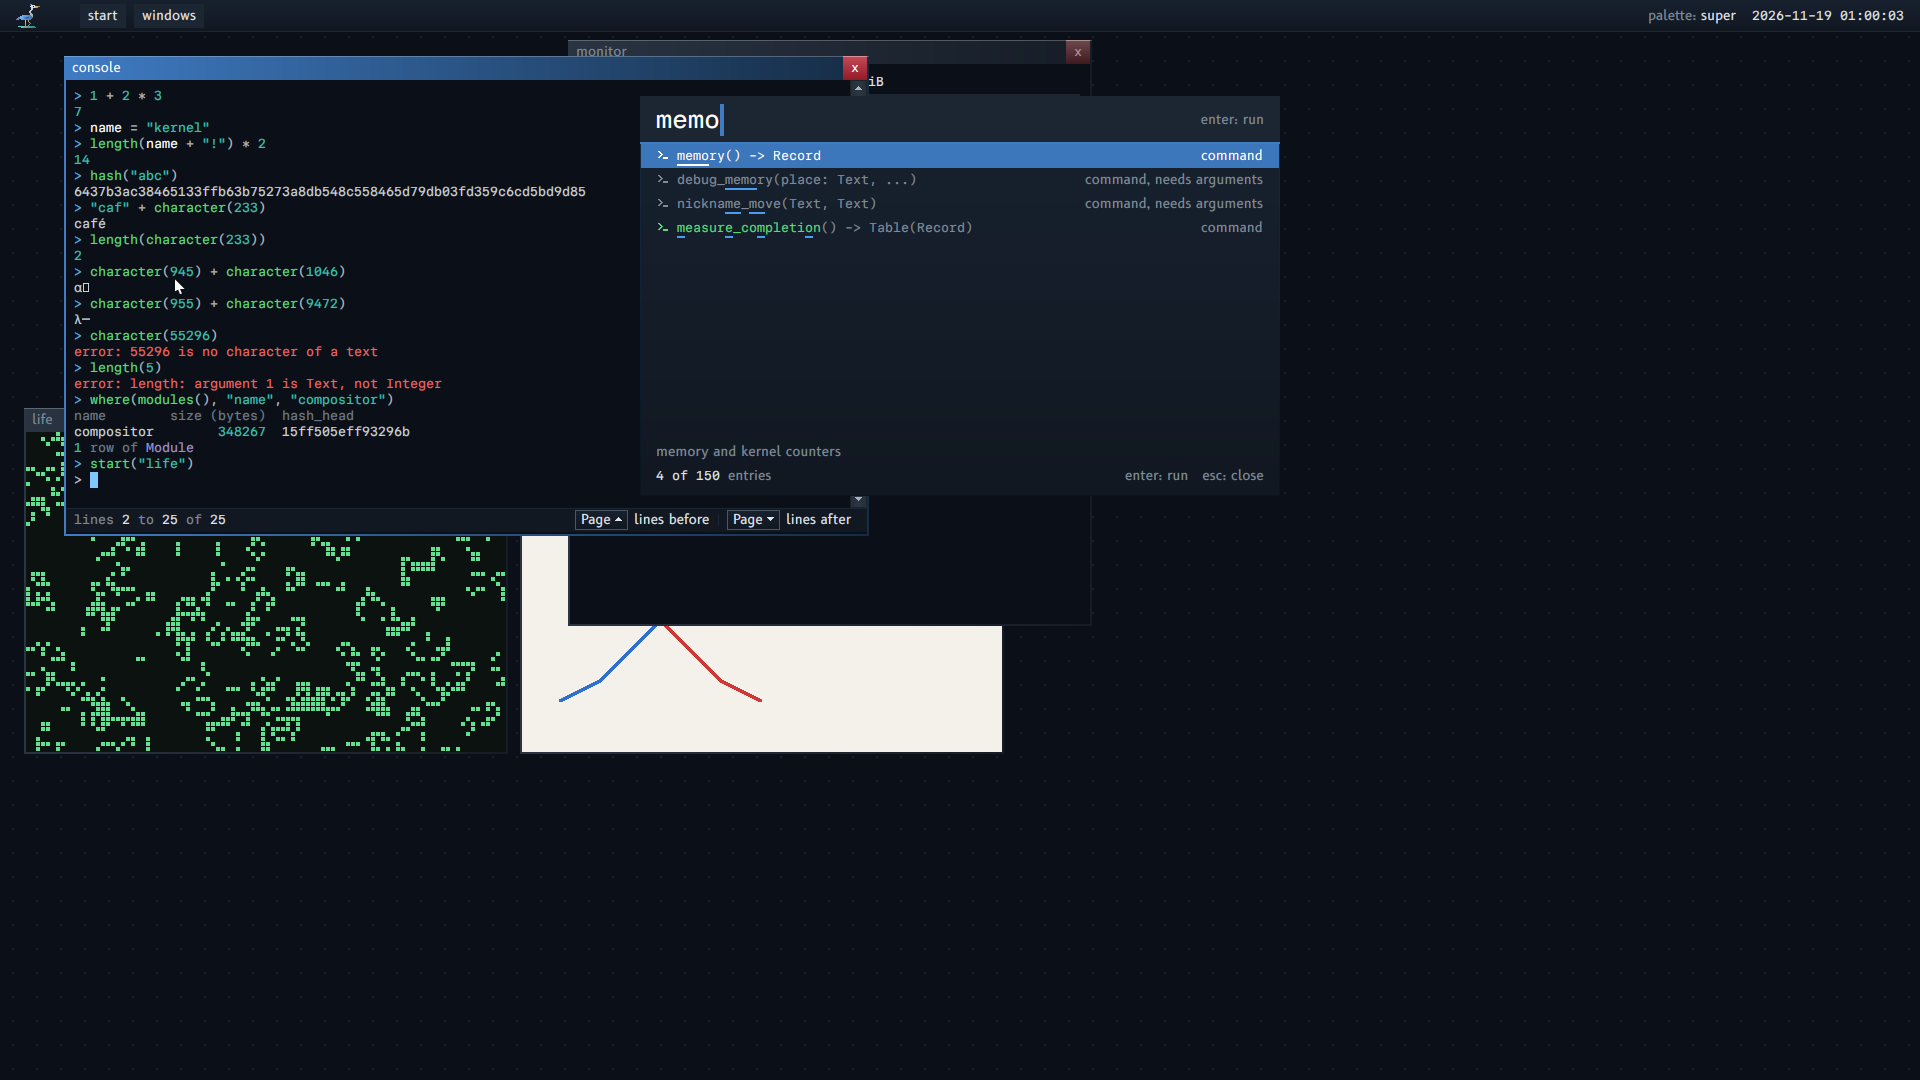 start windows palette: super 2026-11-19 01:00:03
monitor x
console x
iB
> 1 + 2 * 3
7
> name = "kernel"
> length(name + "!") * 2
14
> hash("abc")
6437b3ac38465133ffb63b75273a8db548c558465d79db03fd359c6cd5bd9d85
> "caf" + character(233)
café
> length(character(233))
2
> character(945) + character(1046)
α▯
> character(955) + character(9472)
λ─
> character(55296)
error: 55296 is no character of a text
> length(5)
error: length: argument 1 is Text, not Integer
> where(modules(), "name", "compositor")
name size (bytes) hash_head
compositor 348267 15ff505eff93296b
1 row of Module
> start("life")
>
lines 2 to 25 of 25 Page lines before Page lines after
memo enter: run
memory() -> Record command
debug_memory(place: Text, ...) command, needs arguments
nickname_move(Text, Text) command, needs arguments
measure_completion() -> Table(Record) command
memory and kernel counters
4 of 150 entries enter: run esc: close
life